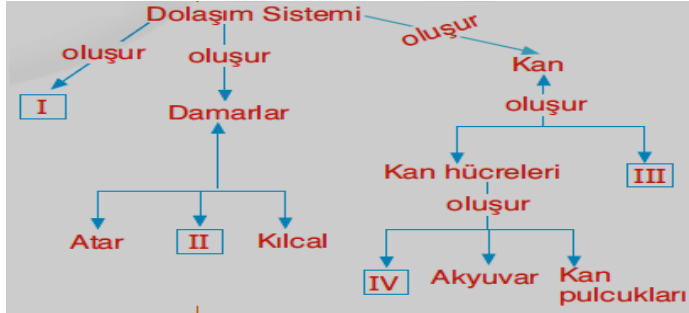 Dolaşım Sistemi
oluşur
oluşur
oluşur
Kan
I
Damarlar
oluşur
Kan hücreleri
III
oluşur
Atar
II
Kılcal
IV
Akyuvar
Kan
pulcukları